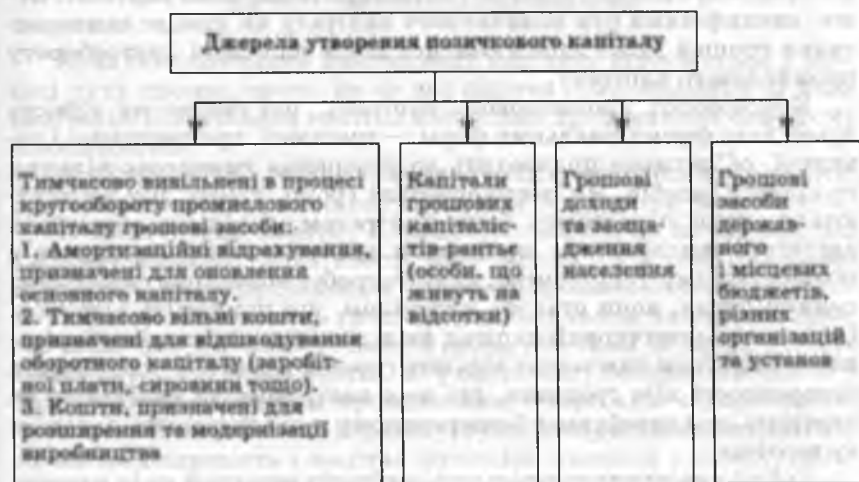 Джерела утворення позичкового капіталу
Тимчасово вивільнені в процесі
кругообороту промислового
капіталу грошові засоби:
1. Амортизаційні відрахування,
призначені для оновлення
основного капіталу.
2. Тимчасово вільні кошти,
призначені для відшкодування
оборотного капіталу (заробіт-
ної плати, сировини тощо).
3. Кошти, призначені для
розширення та модернізації
виробництва
Капітали
грошових
капіталіс-
тів-рантьє
(особи, що
живуть на
відсотки)
Грошові
доходи
та заоща-
дження
населення
Грошові
засоби
держав-
ного
і місцевих
бюджетів,
різних
організацій
та установ